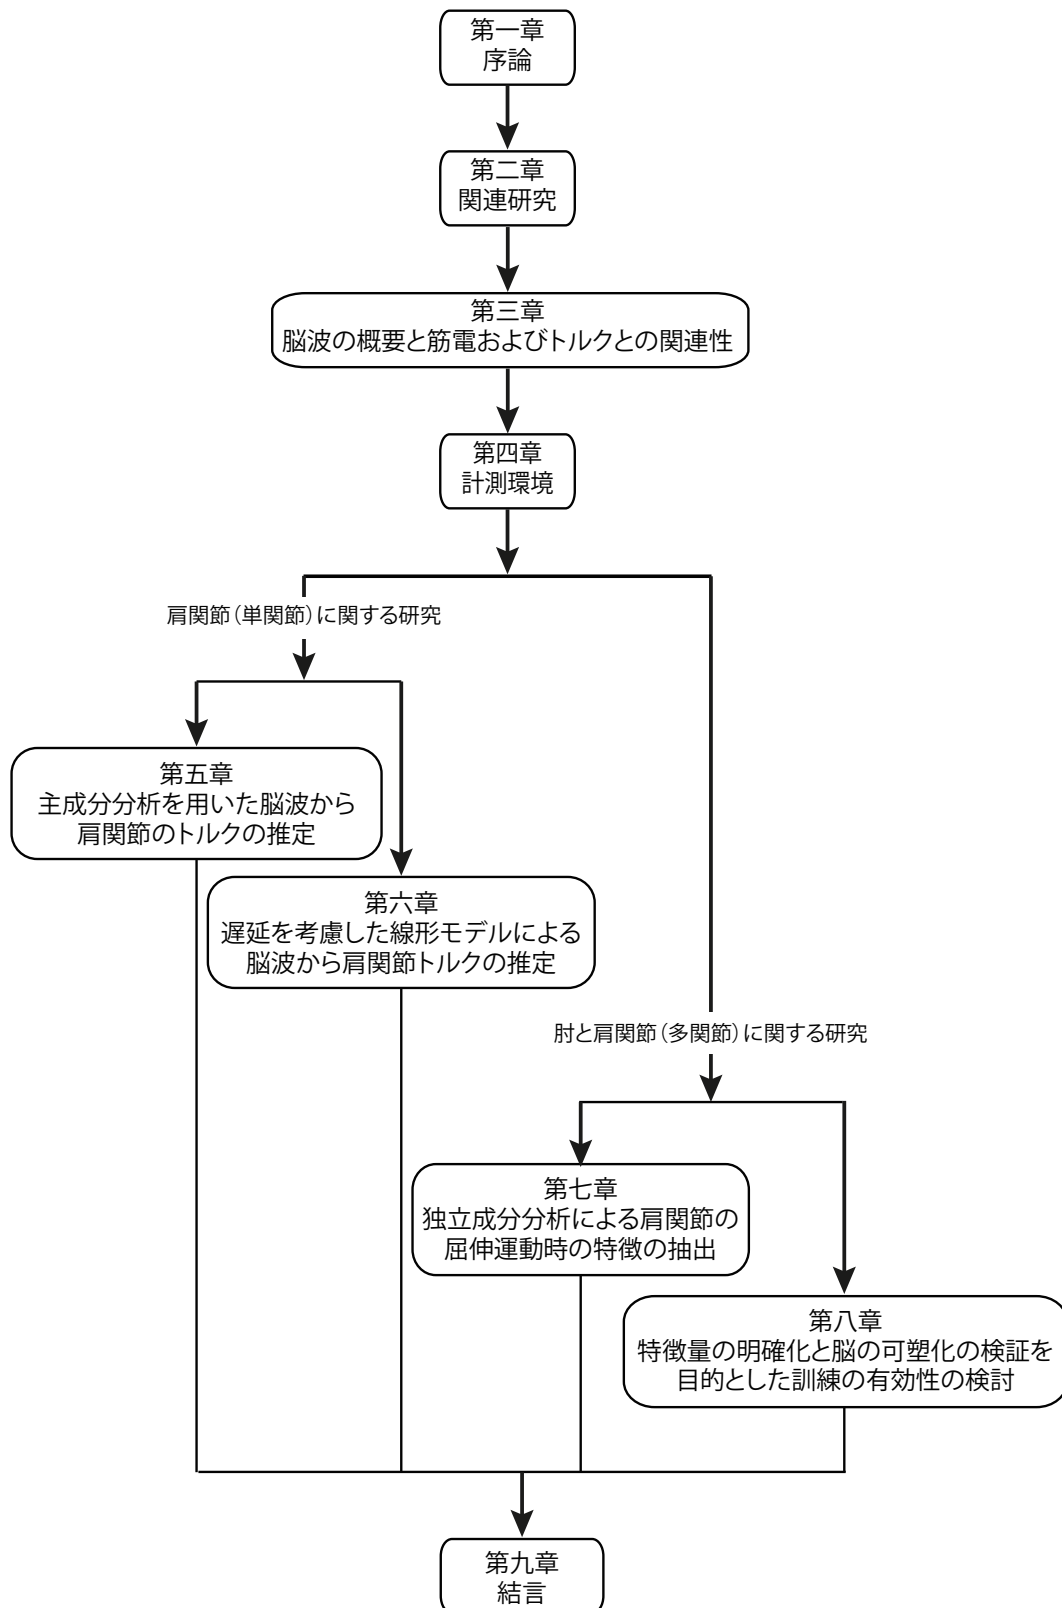 第一章
序論
第二章
関連研究
第三章
脳波の概要と筋電およびトルクとの関連性
第四章
計測環境
肩関節（単関節）に関する研究
第五章
主成分分析を用いた脳波から
肩関節のトルクの推定
第六章
遅延を考慮した線形モデルによる
脳波から肩関節トルクの推定
肘と肩関節（多関節）に関する研究
第七章
独立成分分析による肩関節の
屈伸運動時の特徴の抽出
第八章
特徴量の明確化と脳の可塑化の検証を
目的とした訓練の有効性の検討
第九章
結言